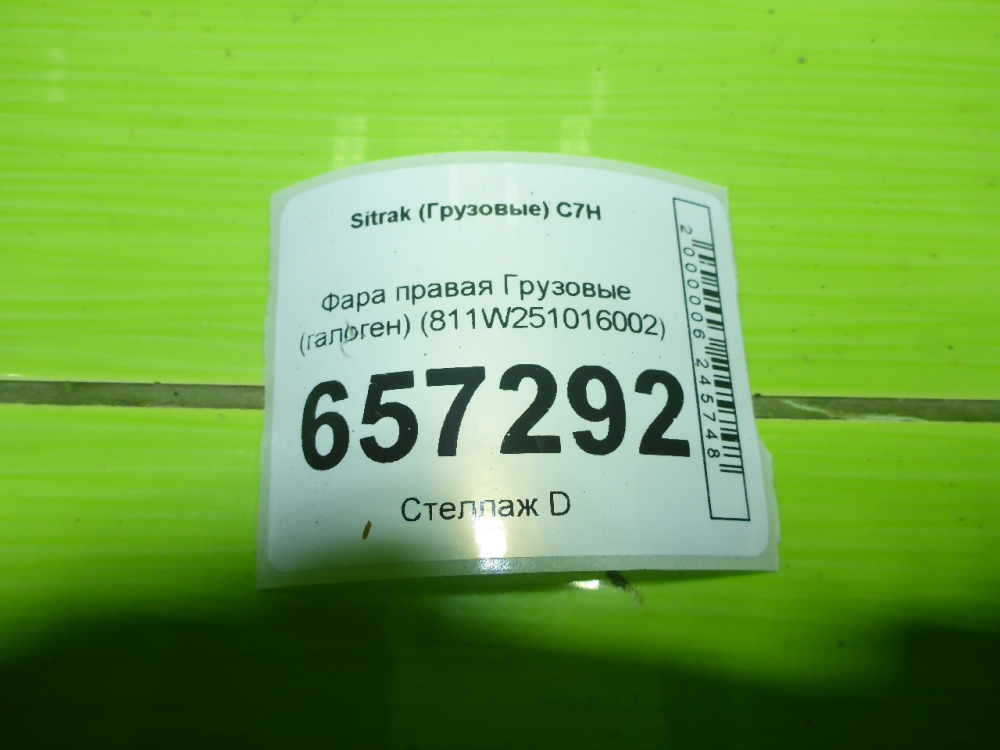 Sitrak (Грузовые) C7H
Фара правая Грузовые
(галоген) (811W251016002)
657292
Стеллаж D
2000006245748